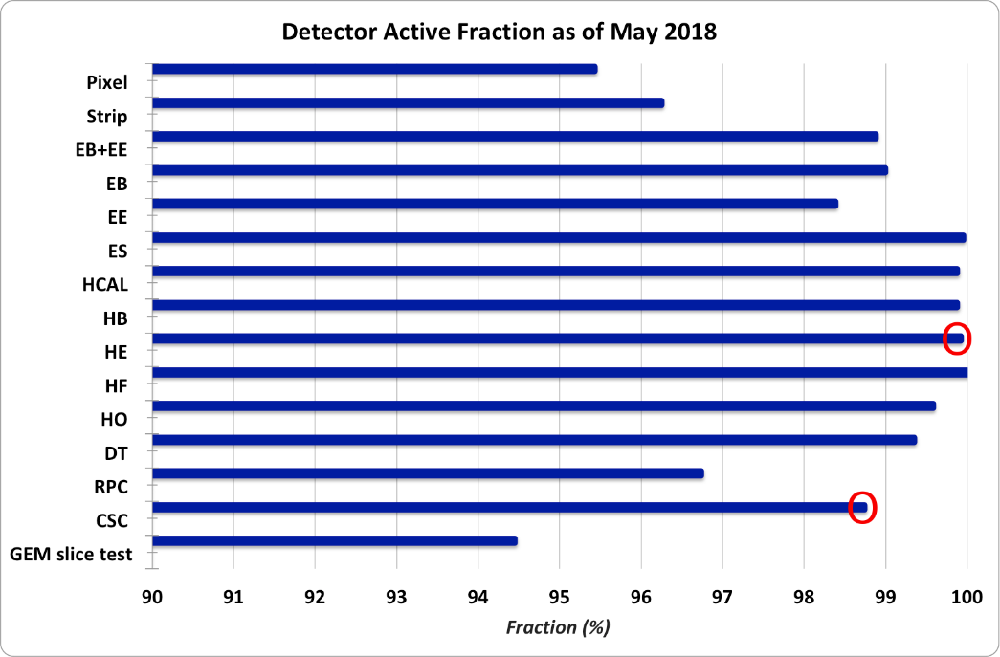 Detector Active Fraction as of May 2018
Pixel
Strip
EB+EE
EB
EE
ES
HCAL
HB
HE
HF
HO
DT
RPC
CSC
GEM slice test
90 91 92 93 94 95 96 97 98 99 100
Fraction (%)